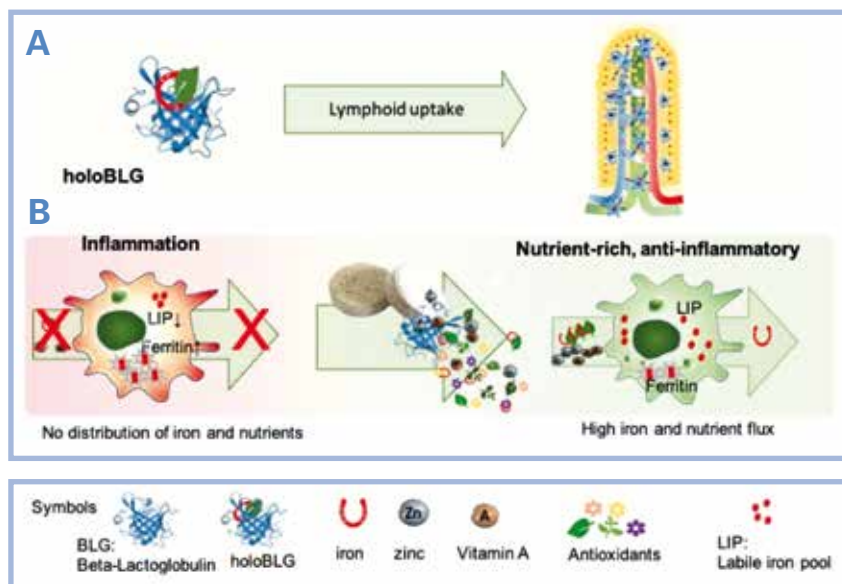 A
Lymphoid uptake
holoBLG
B
Inflammation
LIP↓
Ferritin↑
No distribution of iron and nutrients
Nutrient-rich, anti-inflammatory
LIP
Ferritin
High iron and nutrient flux
Symbols
BLG:
Beta-Lactoglobulin
holoBLG
iron
Zn
zinc
A
Vitamin A
Antioxidants
LIP:
Labile iron pool